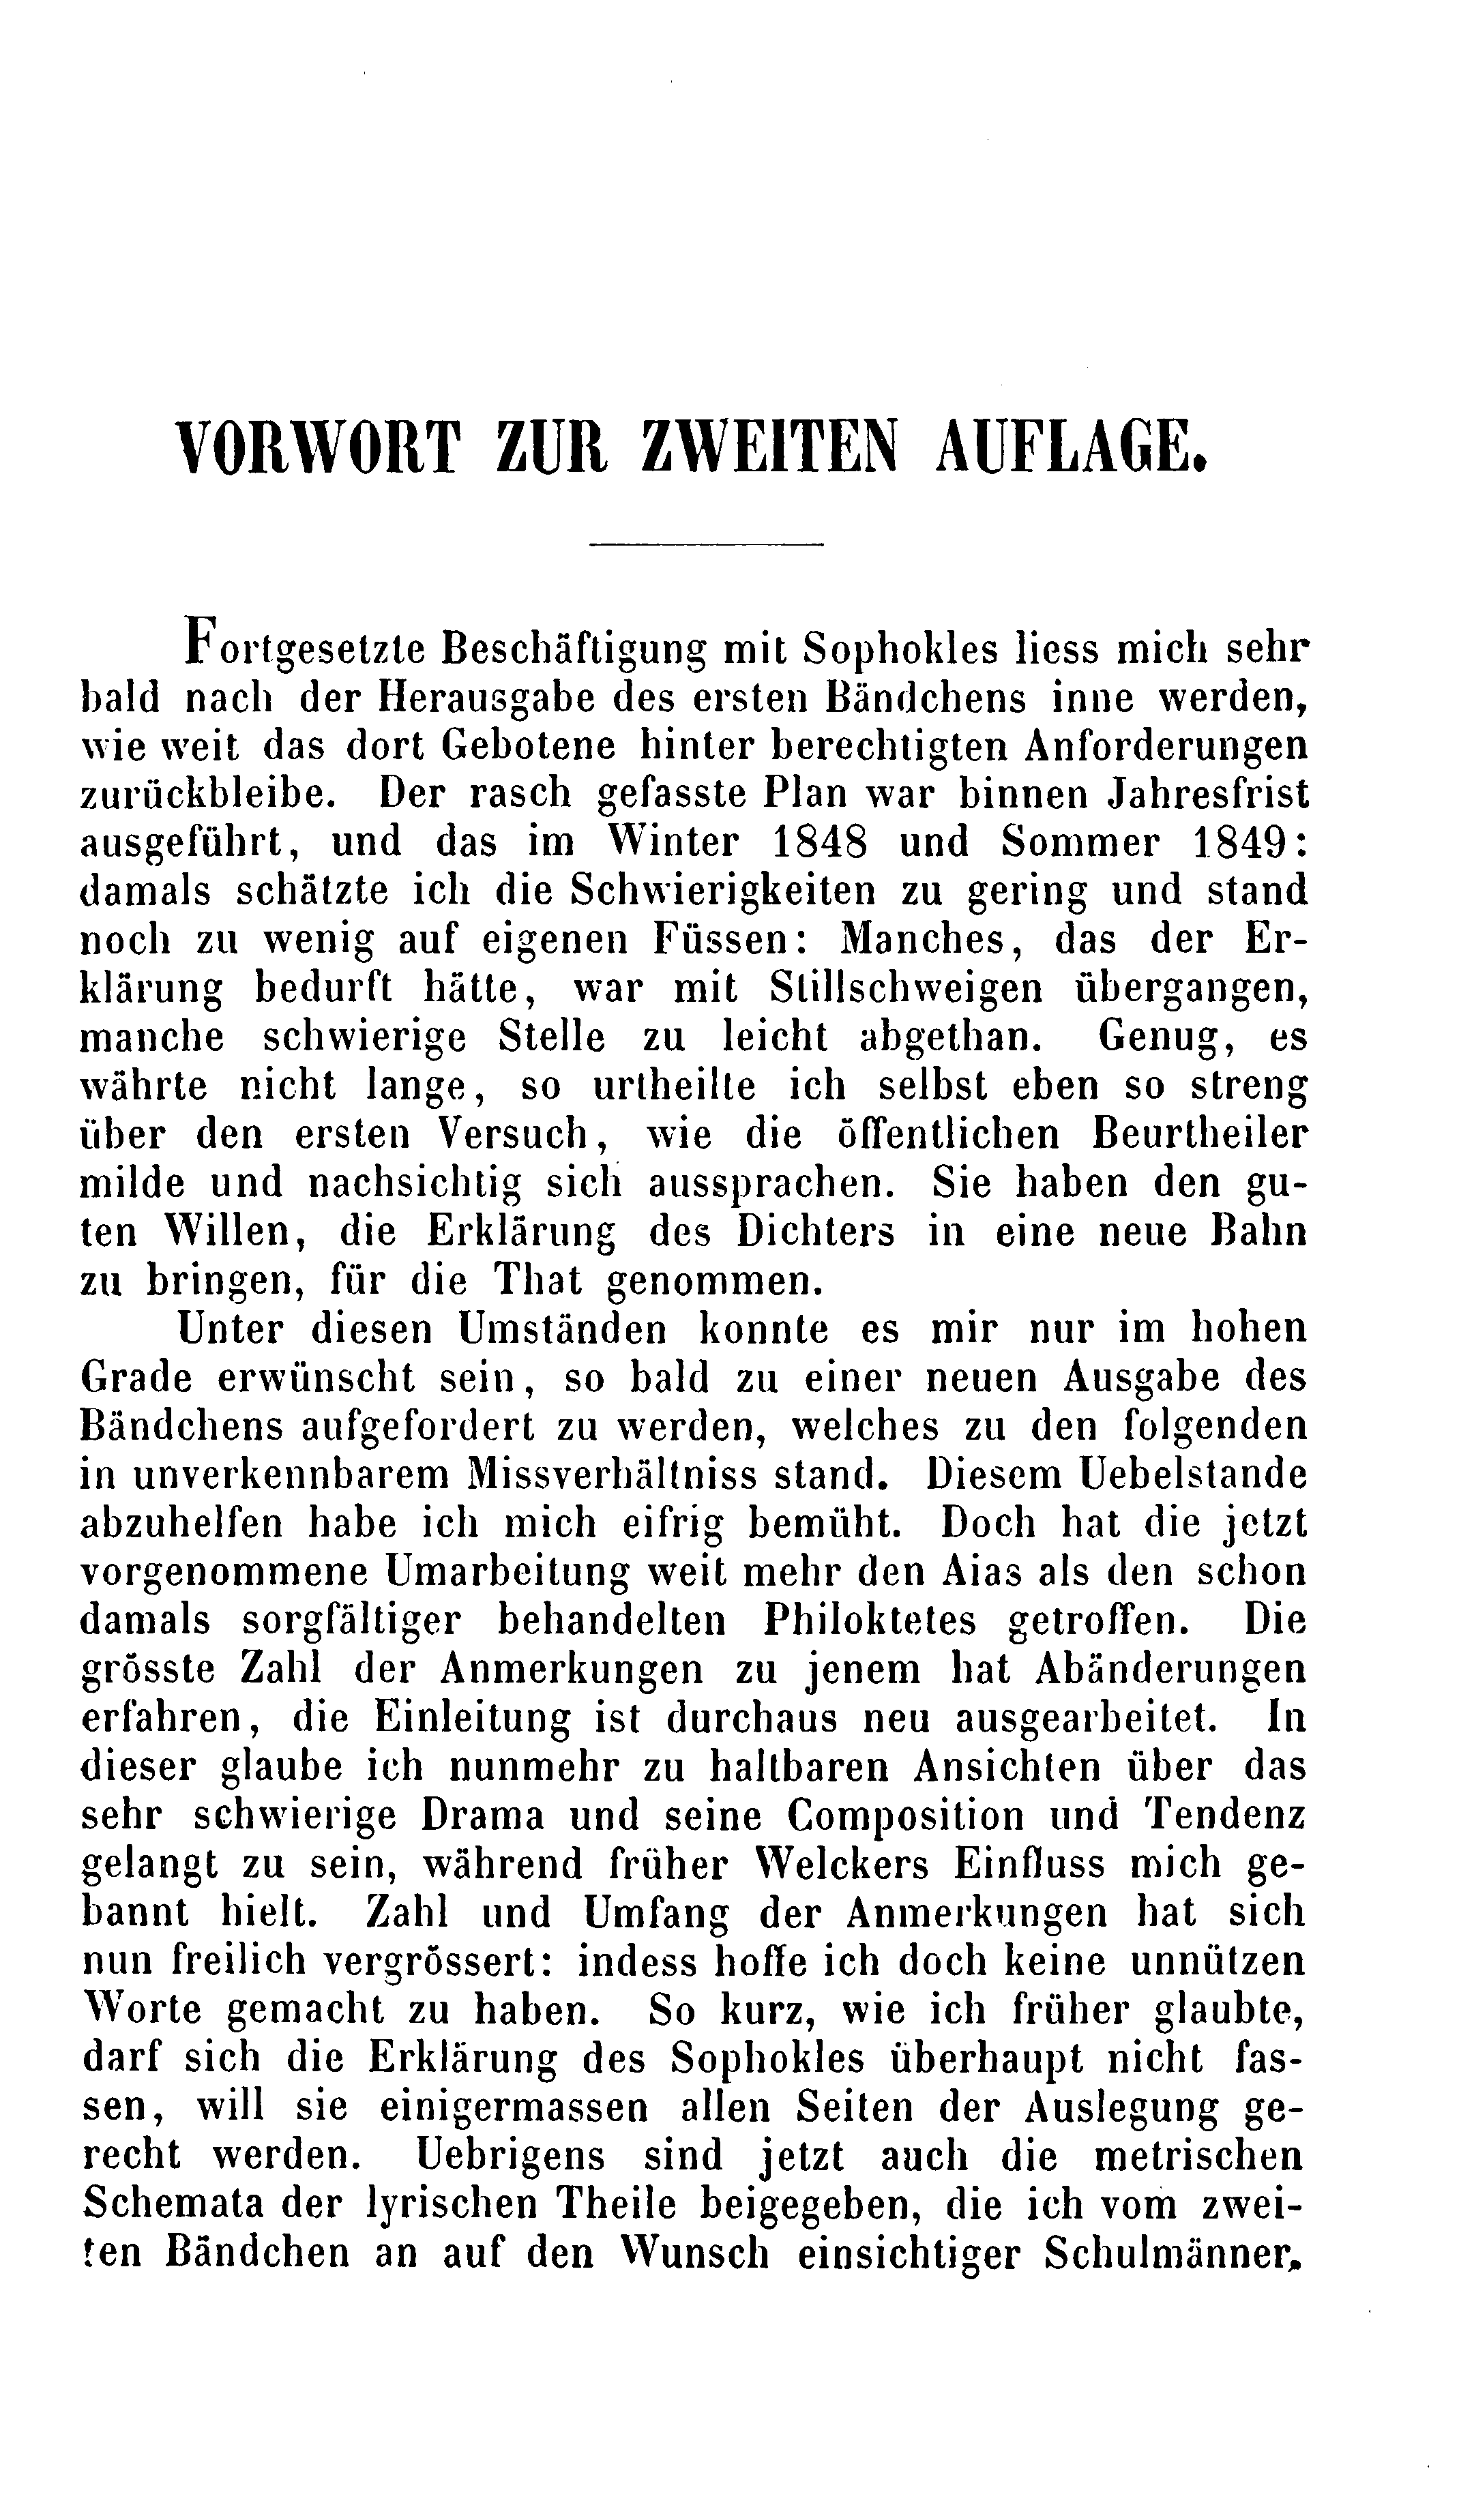 VORWORT ZUR ZWEITEN AUFLAGE.
Fortgesetzte Beschäftigung mit Sophokles liess mich sehr
bald nach der Herausgabe des ersten Bändchens inne werden,
wie weit das dort Gebotene hinter berechtigten Anforderungen
zurückbleibe. Der rasch gefasste Plan war binnen Jahresfrist
ausgeführt, und das im Winter 1848 und Sommer 1849:
damals schätzte ich die Schwierigkeiten zu gering und stand
noch zu wenig auf eigenen Füssen: Manches, das der Er-
klärung bedurft hätte, war mit Stillschweigen übergangen,
manche schwierige Stelle zu leicht abgethan. Genug, es
währte nicht lange, so urtheilte ich selbst eben so streng
über den ersten Versuch, wie die öffentlichen Beurtheiler
milde und nachsichtig sich aussprachen. Sie haben den gu-
ten Willen, die Erklärung des Dichters in eine neue Bahn
zu bringen, für die That genommen.
Unter diesen Umständen konnte es mir nur im hohen
Grade erwünscht sein, so bald zu einer neuen Ausgabe des
Bändchens aufgefordert zu werden, welches zu den folgenden
in unverkennbarem Missverhältniss stand. Diesem Uebelstande
abzuhelfen habe ich mich eifrig bemüht. Doch hat die jetzt
vorgenommene Umarbeitung weit mehr den Aias als den schon
damals sorgfältiger behandelten Philoktetes getroffen. Die
grösste Zahl der Anmerkungen zu jenem hat Abänderungen
erfahren, die Einleitung ist durchaus neu ausgearbeitet. In
dieser glaube ich nunmehr zu haltbaren Ansichten über das
sehr schwierige Drama und seine Composition und Tendenz
gelangt zu sein, während früher Welckers Einfluss mich ge-
bannt hielt. Zahl und Umfang der Anmerkungen hat sich
nun freilich vergrössert: indess hoffe ich doch keine unnützen
Worte gemacht zu haben. So kurz, wie ich früher glaubte,
darf sich die Erklärung des Sophokles überhaupt nicht fas-
sen, will sie einigermassen allen Seiten der Auslegung ge-
recht werden. Uebrigens sind jetzt auch die metrischen
Schemata der lyrischen Theile beigegeben, die ich vom zwei-
ten Bändchen an auf den Wunsch einsichtiger Schulmänner,